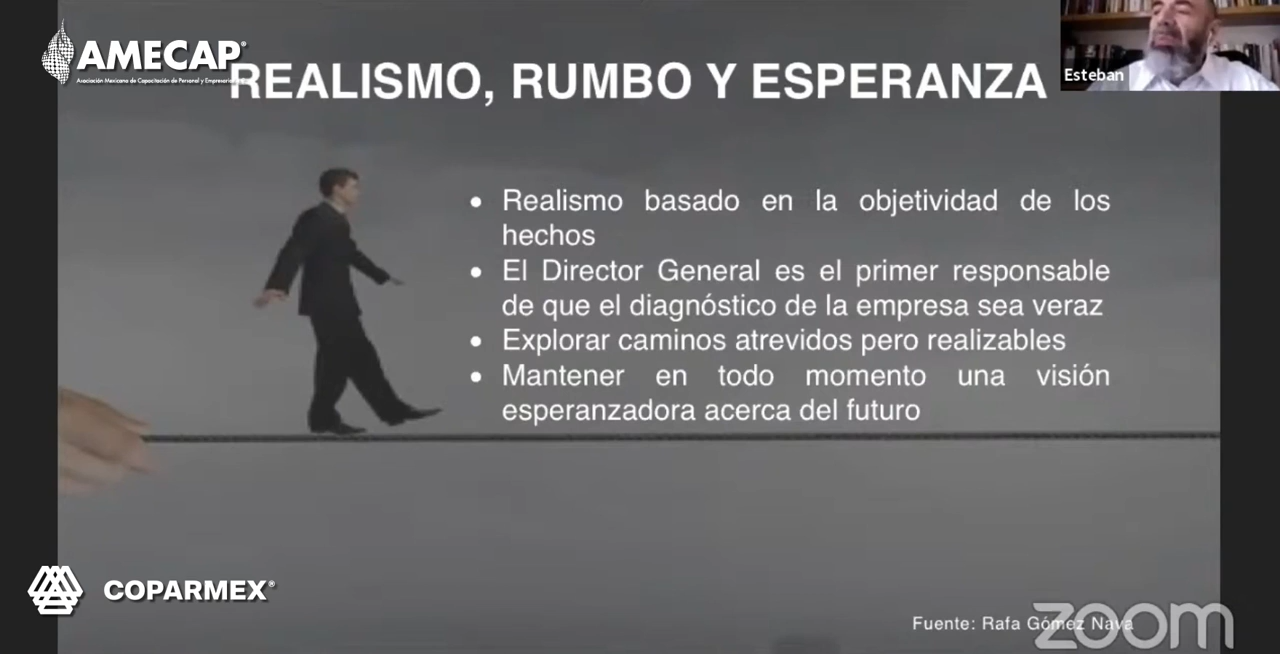 AMECAP®
Asociación Mexicana de Capacitación de Personal y Empresarial
REALISMO, RUMBO Y ESPERANZA
Esteban
• Realismo basado en la objetividad de los
hechos
• El Director General es el primer responsable
de que el diagnóstico de la empresa sea veraz
• Explorar caminos atrevidos pero realizables
• Mantener en todo momento una visión
esperanzadora acerca del futuro
COPARMEX®
Fuente: Rafa Gómez Nava
zoom